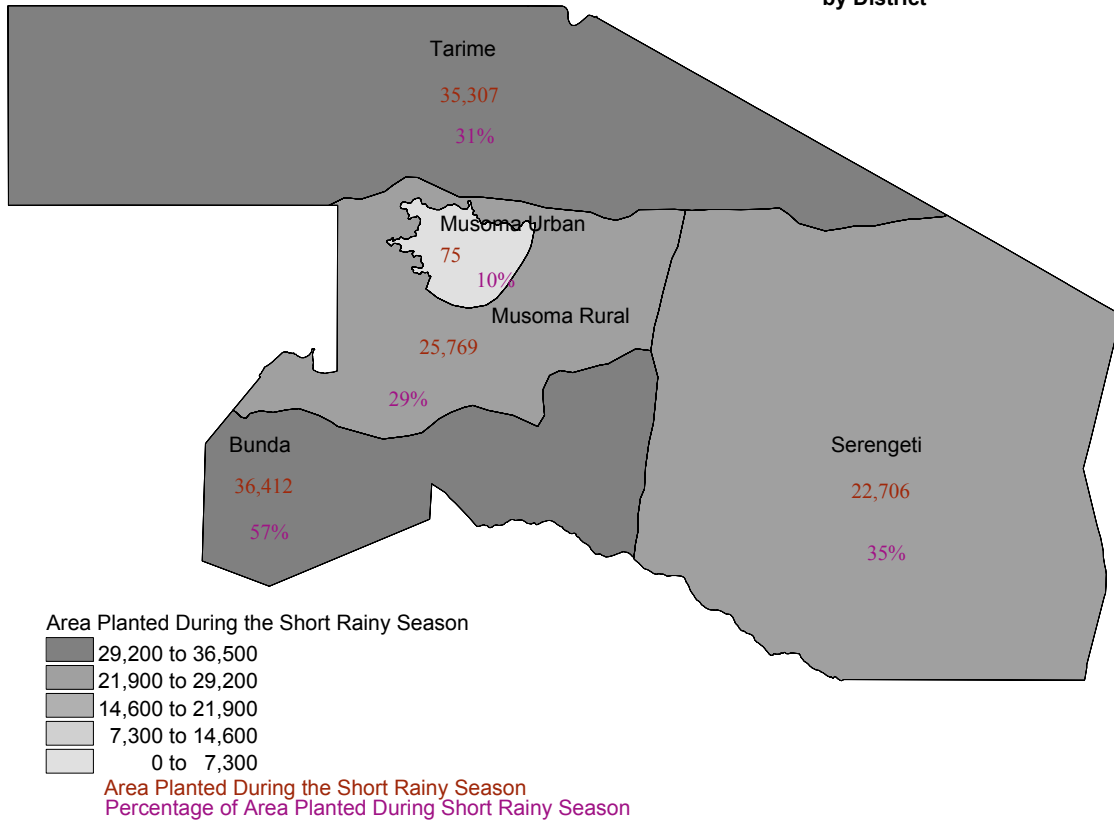 by District
Tarime
35,307
31%
Musoma Urban
75
10%
Musoma Rural
25,769
29%
Bunda
36,412
57%
Serengeti
22,706
35%
Area Planted During the Short Rainy Season
29,200 to 36,500
21,900 to 29,200
14,600 to 21,900
7,300 to 14,600
0 to 7,300
Area Planted During the Short Rainy Season
Percentage of Area Planted During Short Rainy Season